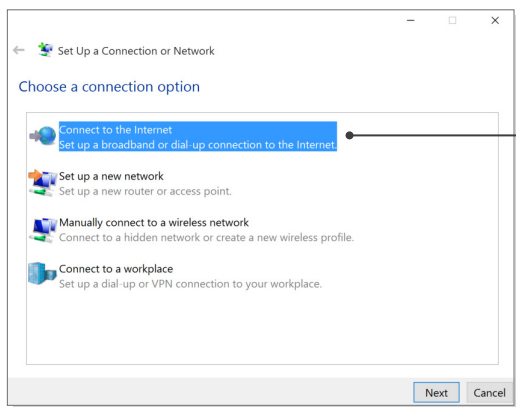 Set Up a Connection or Network
Choose a connection option
Connect to the Internet
Set up a broadband or dial-up connection to the Internet.
Set up a new network
Set up a new router or access point.
Manually connect to a wireless network
Connect to a hidden network or create a new wireless profile.
Connect to a workplace
Set up a dial-up or VPN connection to your workplace.
Next Cancel